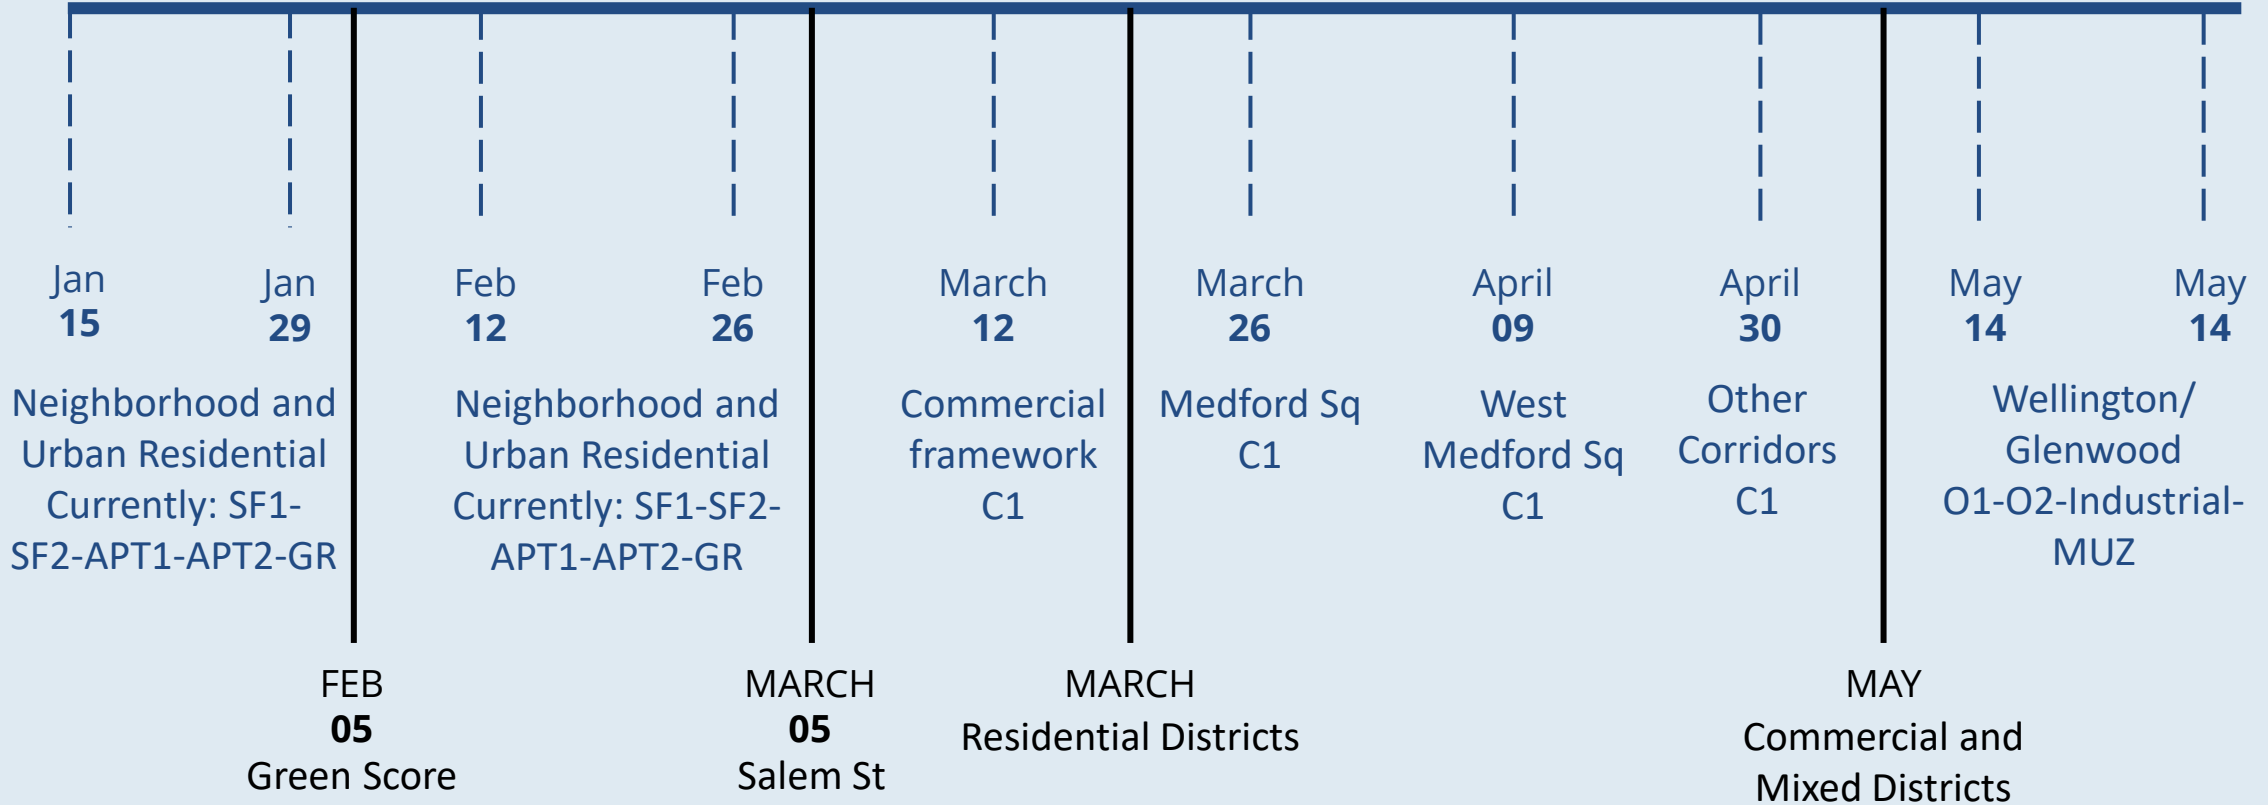 Jan
15
Jan
29
Feb
12
Feb
26
March
12
March
26
April
09
April
30
May
14
May
14
Neighborhood and
Urban Residential
Currently: SF1-
SF2-APT1-APT2-GR
Neighborhood and
Urban Residential
Currently: SF1-SF2-
APT1-APT2-GR
Commercial
framework
C1
Medford Sq
C1
West
Medford Sq
C1
Other
Corridors
C1
Wellington/
Glenwood
O1-O2-Industrial-
MUZ
FEB
05
Green Score
MARCH
05
Salem St
MARCH
Residential Districts
MAY
Commercial and
Mixed Districts